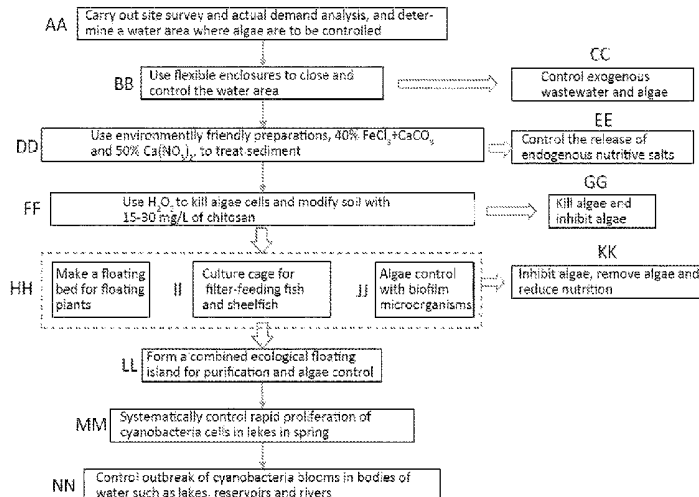 AA
Carry out site survey and actual demand analysis, and deter-
mine a water area where algae are to be controlled
BB
Use flexible enclosures to close and
control the water area
CC
Control exogenous
wastewater and algae
DD
Use environmently friendly preparations, 40% FeCl₃+CaCO₃
and 50% Ca(NO₃)₂, to treat sediment
EE
Control the release of
endogenous nutritive salts
FF
Use H₂O₂ to kill algae cells and modify soil with
15-30 mg/L of chitosan
GG
Kill algae and
inhibit algae
HH
Make a floating
bed for floating
plants
II
Culture cage for
filter-feeding fish
and sheelfish
JJ
Algae control
with biofilm
microorganisms
KK
Inhibit algae, remove algae and
reduce nutrition
LL
Form a combined ecological floating
island for purification and algae control
MM
Systematically control rapid proliferation of
cyanobacteria cells in lakes in spring
NN
Control outbreak of cyanobacteria blooms in bodies of
water such as lakes, reservoirs and rivers